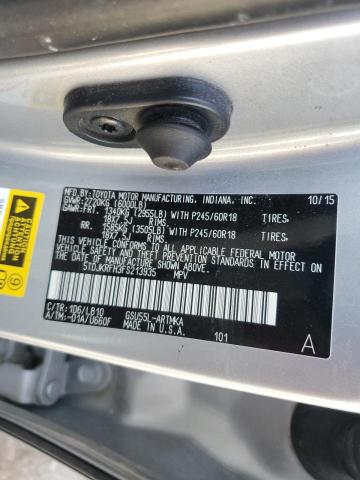 MFD. BY: TOYOTA MOTOR MANUFACTURING, INDIANA, INC. 10/15
GVWR: 2720KG (6000LB)
GAWR: FRT. 1340KG (2955LB) WITH P245/60R18 TIRES,
18X7.5J RIMS
RR. 1585KG (3505LB) WITH P245/60R18 TIRES,
18X7.5J RIMS
THIS VEHICLE CONFORMS TO ALL APPLICABLE FEDERAL MOTOR VEHICLE
SAFETY AND THEFT PREVENTION STANDARDS IN EFFECT ON THE DATE OF
MANUFACTURE SHOWN ABOVE.
5TDJKRFH3FS213935 MPV
C/TR: 1D6/LB10 GSU55L-ARTMKA
A/TM: -01A/U660F MADE IN U.S.A. 101 A